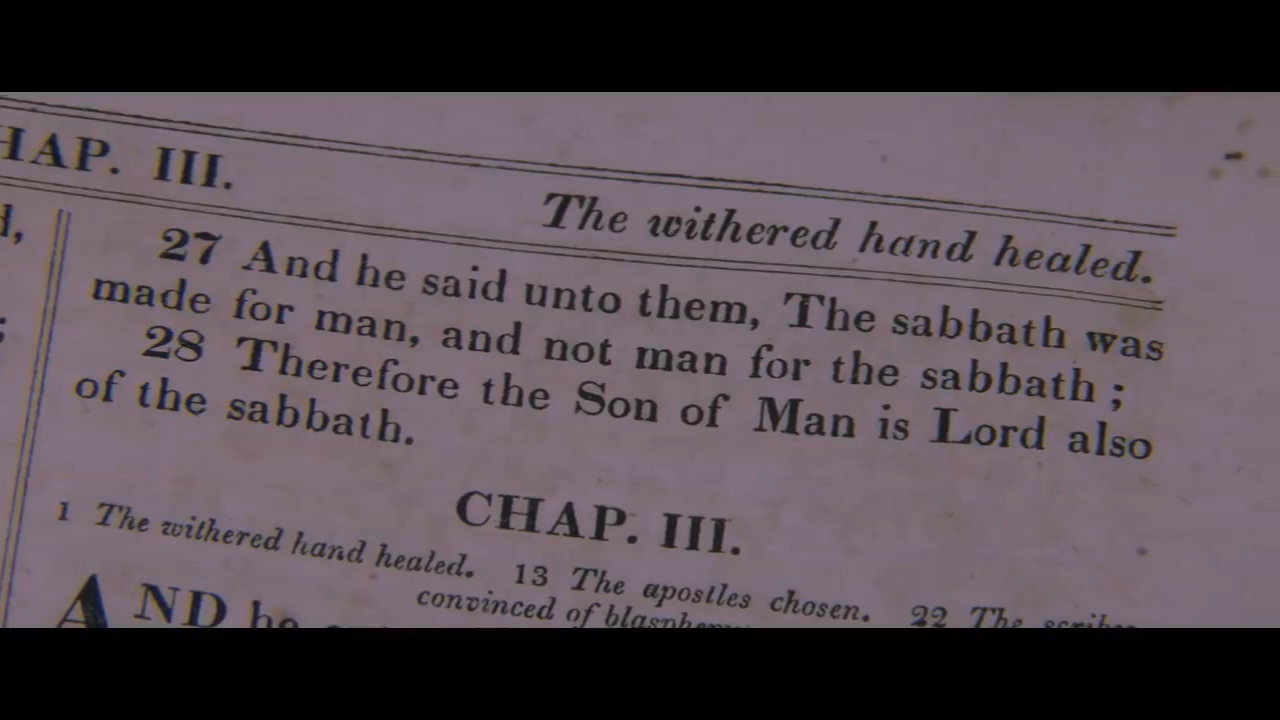 HAP. III.
The withered hand healed.
27 And he said unto them, The sabbath was
made for man, and not man for the sabbath ;
28 Therefore the Son of Man is Lord also
of the sabbath.
CHAP. III.
1 The withered hand healed. 13 The apostles chosen. 22 The
convinced of
AND he